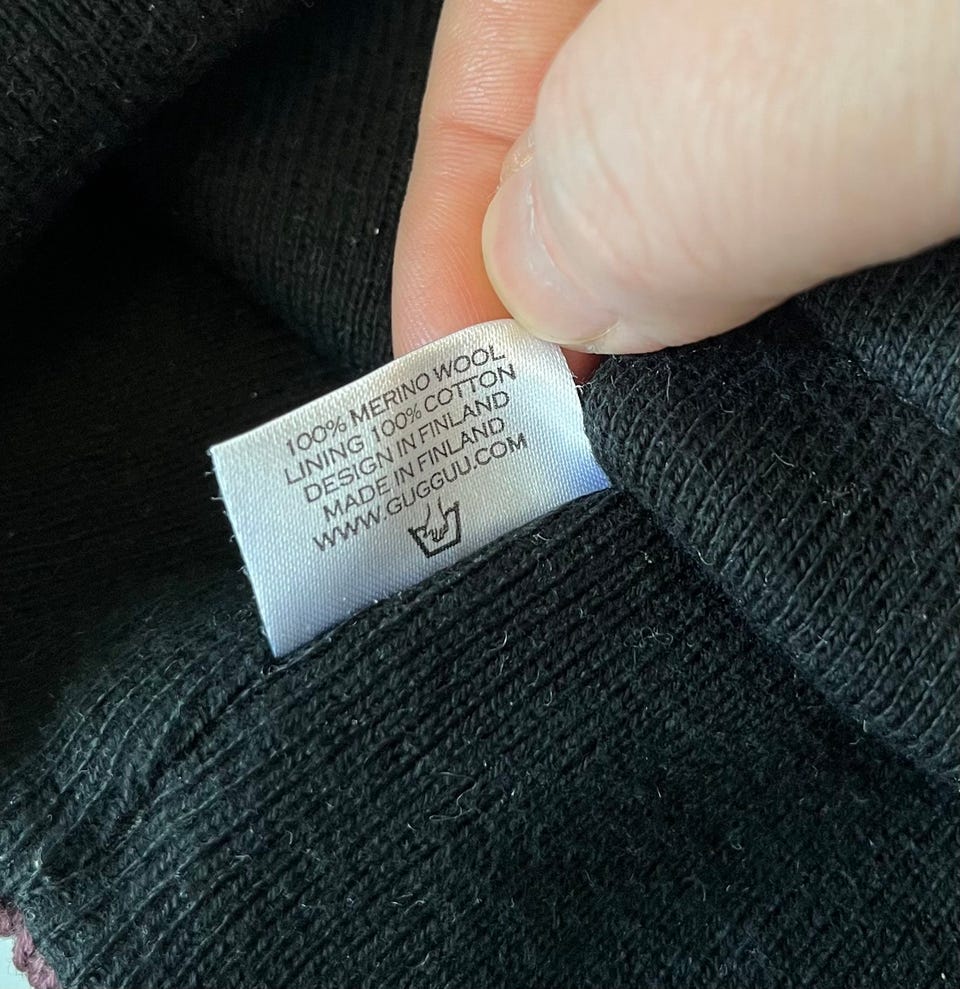 100% MERINO WOOL
LINING 100% COTTON
DESIGN IN FINLAND
MADE IN FINLAND
WWW.GUGGUU.COM